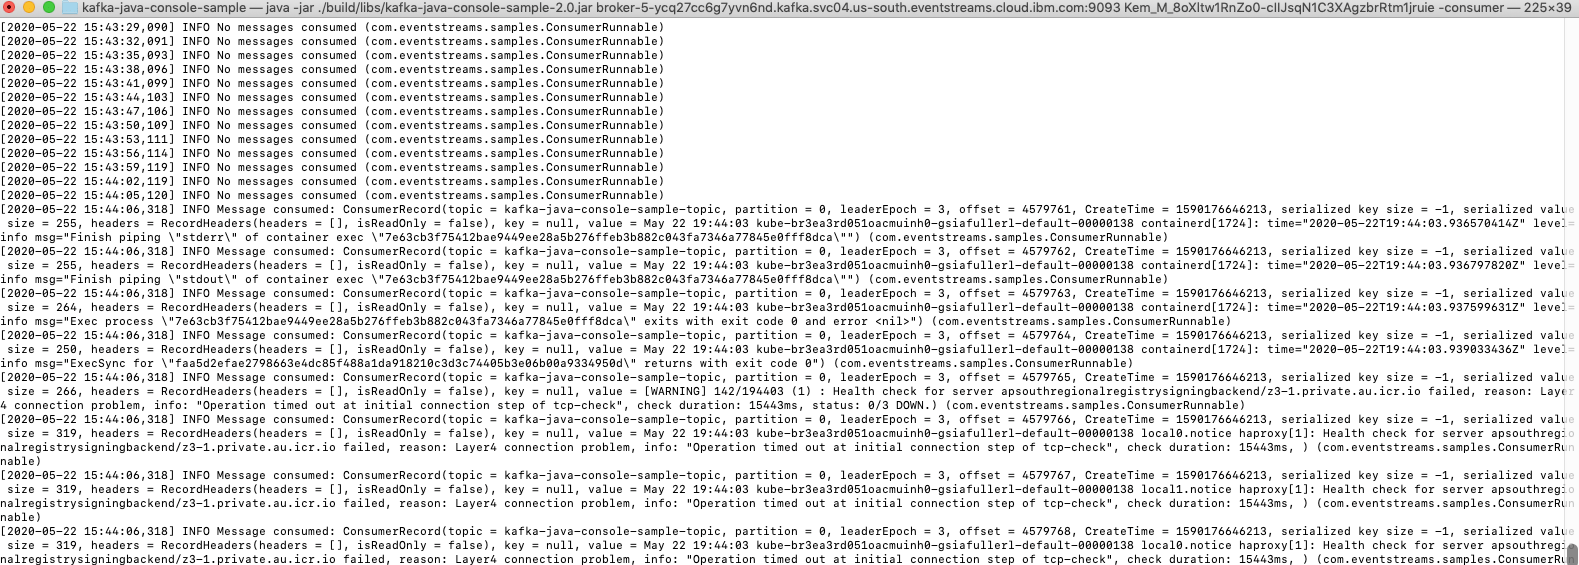 kafka-java-console-sample — java -jar ./build/libs/kafka-java-console-sample-2.0.jar broker-5-ycq27cc6g7yvn6nd.kafka.svc04.us-south.eventstreams.cloud.ibm.com:9093 Kem_M_8oXltw1RnZo0-cIIJsqN1C3XAgzbrRtm1jruie -consumer — 225×39
[2020-05-22 15:43:29,090] INFO No messages consumed (com.eventstreams.samples.ConsumerRunnable)
[2020-05-22 15:43:32,091] INFO No messages consumed (com.eventstreams.samples.ConsumerRunnable)
[2020-05-22 15:43:35,093] INFO No messages consumed (com.eventstreams.samples.ConsumerRunnable)
[2020-05-22 15:43:38,096] INFO No messages consumed (com.eventstreams.samples.ConsumerRunnable)
[2020-05-22 15:43:41,099] INFO No messages consumed (com.eventstreams.samples.ConsumerRunnable)
[2020-05-22 15:43:44,103] INFO No messages consumed (com.eventstreams.samples.ConsumerRunnable)
[2020-05-22 15:43:47,106] INFO No messages consumed (com.eventstreams.samples.ConsumerRunnable)
[2020-05-22 15:43:50,109] INFO No messages consumed (com.eventstreams.samples.ConsumerRunnable)
[2020-05-22 15:43:53,111] INFO No messages consumed (com.eventstreams.samples.ConsumerRunnable)
[2020-05-22 15:43:56,114] INFO No messages consumed (com.eventstreams.samples.ConsumerRunnable)
[2020-05-22 15:43:59,119] INFO No messages consumed (com.eventstreams.samples.ConsumerRunnable)
[2020-05-22 15:44:02,119] INFO No messages consumed (com.eventstreams.samples.ConsumerRunnable)
[2020-05-22 15:44:05,120] INFO No messages consumed (com.eventstreams.samples.ConsumerRunnable)
[2020-05-22 15:44:06,318] INFO Message consumed: ConsumerRecord(topic = kafka-java-console-sample-topic, partition = 0, leaderEpoch = 3, offset = 4579761, CreateTime = 1590176646213, serialized key size = -1, serialized value
size = 255, headers = RecordHeaders(headers = [], isReadOnly = false), key = null, value = May 22 19:44:03 kube-br3ea3rd051oacmuinh0-gsiafullerl-default-00000138 containerd[1724]: time="2020-05-22T19:44:03.936570414Z" level=
info msg="Finish piping \"stderr\" of container exec \"7e63cb3f75412bae9449ee28a5b276ffeb3b882c043fa7346a77845e0fff8dca\"") (com.eventstreams.samples.ConsumerRunnable)
[2020-05-22 15:44:06,318] INFO Message consumed: ConsumerRecord(topic = kafka-java-console-sample-topic, partition = 0, leaderEpoch = 3, offset = 4579762, CreateTime = 1590176646213, serialized key size = -1, serialized value
size = 255, headers = RecordHeaders(headers = [], isReadOnly = false), key = null, value = May 22 19:44:03 kube-br3ea3rd051oacmuinh0-gsiafullerl-default-00000138 containerd[1724]: time="2020-05-22T19:44:03.936797820Z" level=
info msg="Finish piping \"stdout\" of container exec \"7e63cb3f75412bae9449ee28a5b276ffeb3b882c043fa7346a77845e0fff8dca\"") (com.eventstreams.samples.ConsumerRunnable)
[2020-05-22 15:44:06,318] INFO Message consumed: ConsumerRecord(topic = kafka-java-console-sample-topic, partition = 0, leaderEpoch = 3, offset = 4579763, CreateTime = 1590176646213, serialized key size = -1, serialized value
size = 264, headers = RecordHeaders(headers = [], isReadOnly = false), key = null, value = May 22 19:44:03 kube-br3ea3rd051oacmuinh0-gsiafullerl-default-00000138 containerd[1724]: time="2020-05-22T19:44:03.937599631Z" level=
info msg="Exec process \"7e63cb3f75412bae9449ee28a5b276ffeb3b882c043fa7346a77845e0fff8dca\" exits with exit code 0 and error <nil>") (com.eventstreams.samples.ConsumerRunnable)
[2020-05-22 15:44:06,318] INFO Message consumed: ConsumerRecord(topic = kafka-java-console-sample-topic, partition = 0, leaderEpoch = 3, offset = 4579764, CreateTime = 1590176646213, serialized key size = -1, serialized value
size = 250, headers = RecordHeaders(headers = [], isReadOnly = false), key = null, value = May 22 19:44:03 kube-br3ea3rd051oacmuinh0-gsiafullerl-default-00000138 containerd[1724]: time="2020-05-22T19:44:03.939033436Z" level=
info msg="ExecSync for \"faa5d2efae2798663e4dc85f488a1da918210c3d3c74405b3e06b00a9334950d\" returns with exit code 0") (com.eventstreams.samples.ConsumerRunnable)
[2020-05-22 15:44:06,318] INFO Message consumed: ConsumerRecord(topic = kafka-java-console-sample-topic, partition = 0, leaderEpoch = 3, offset = 4579765, CreateTime = 1590176646213, serialized key size = -1, serialized value
size = 266, headers = RecordHeaders(headers = [], isReadOnly = false), key = null, value = [WARNING] 142/194403 (1) : Health check for server apsouthregionalregistrysigningbackend/z3-1.private.au.icr.io failed, reason: Layer
4 connection problem, info: "Operation timed out at initial connection step of tcp-check", check duration: 15443ms, status: 0/3 DOWN.) (com.eventstreams.samples.ConsumerRunnable)
[2020-05-22 15:44:06,318] INFO Message consumed: ConsumerRecord(topic = kafka-java-console-sample-topic, partition = 0, leaderEpoch = 3, offset = 4579766, CreateTime = 1590176646213, serialized key size = -1, serialized value
size = 319, headers = RecordHeaders(headers = [], isReadOnly = false), key = null, value = May 22 19:44:03 kube-br3ea3rd051oacmuinh0-gsiafullerl-default-00000138 local0.notice haproxy[1]: Health check for server apsouthregio
nalregistrysigningbackend/z3-1.private.au.icr.io failed, reason: Layer4 connection problem, info: "Operation timed out at initial connection step of tcp-check", check duration: 15443ms, ) (com.eventstreams.samples.ConsumerRun
nable)
[2020-05-22 15:44:06,318] INFO Message consumed: ConsumerRecord(topic = kafka-java-console-sample-topic, partition = 0, leaderEpoch = 3, offset = 4579767, CreateTime = 1590176646213, serialized key size = -1, serialized value
size = 319, headers = RecordHeaders(headers = [], isReadOnly = false), key = null, value = May 22 19:44:03 kube-br3ea3rd051oacmuinh0-gsiafullerl-default-00000138 local1.notice haproxy[1]: Health check for server apsouthregio
nalregistrysigningbackend/z3-1.private.au.icr.io failed, reason: Layer4 connection problem, info: "Operation timed out at initial connection step of tcp-check", check duration: 15443ms, ) (com.eventstreams.samples.ConsumerRun
nable)
[2020-05-22 15:44:06,318] INFO Message consumed: ConsumerRecord(topic = kafka-java-console-sample-topic, partition = 0, leaderEpoch = 3, offset = 4579768, CreateTime = 1590176646213, serialized key size = -1, serialized value
size = 319, headers = RecordHeaders(headers = [], isReadOnly = false), key = null, value = May 22 19:44:03 kube-br3ea3rd051oacmuinh0-gsiafullerl-default-00000138 local0.notice haproxy[1]: Health check for server apsouthregio
nalregistrysigningbackend/z3-1.private.au.icr.io failed, reason: Layer4 connection problem, info: "Operation timed out at initial connection step of tcp-check", check duration: 15443ms, ) (com.eventstreams.samples.ConsumerRun